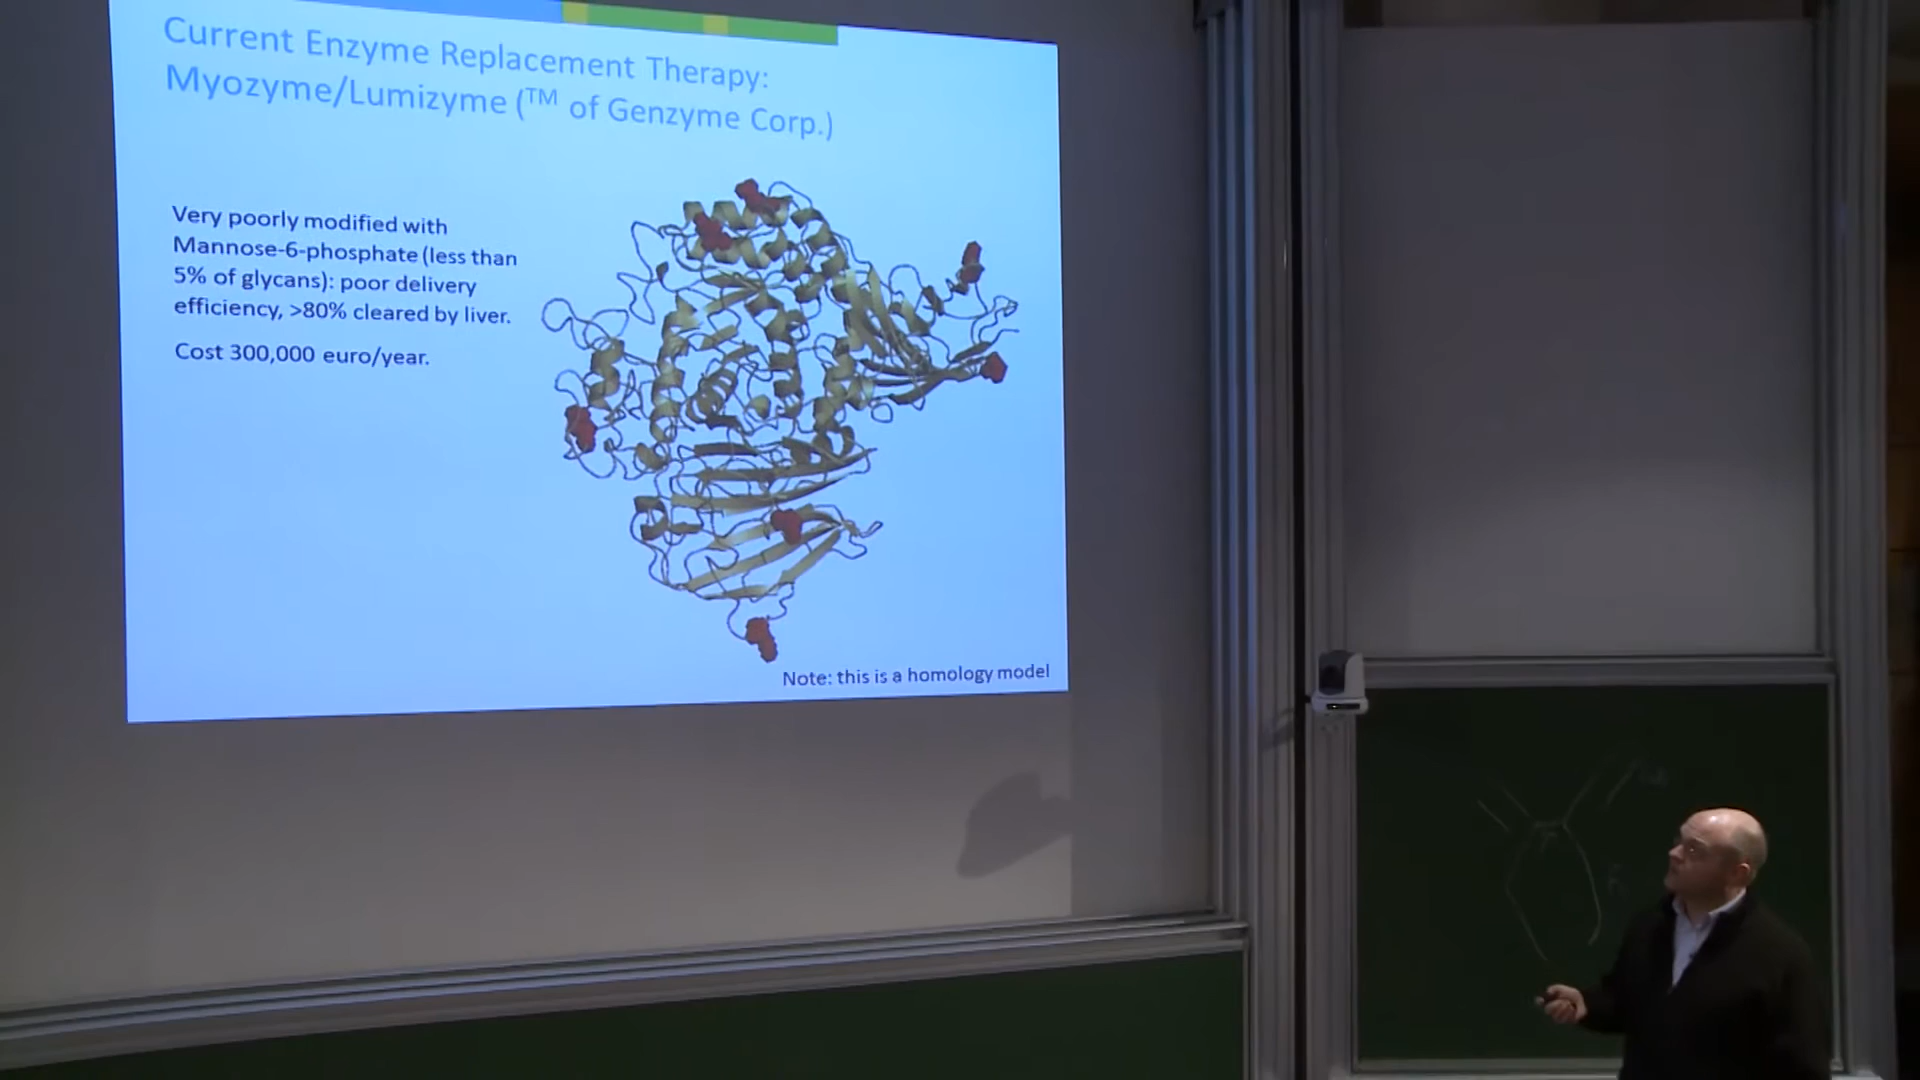 Current Enzyme Replacement Therapy:
Myozyme/Lumizyme (TM of Genzyme Corp.)
Very poorly modified with
Mannose-6-phosphate (less than
5% of glycans): poor delivery
efficiency, >80% cleared by liver.
Cost 300,000 euro/year.
Note: this is a homology model